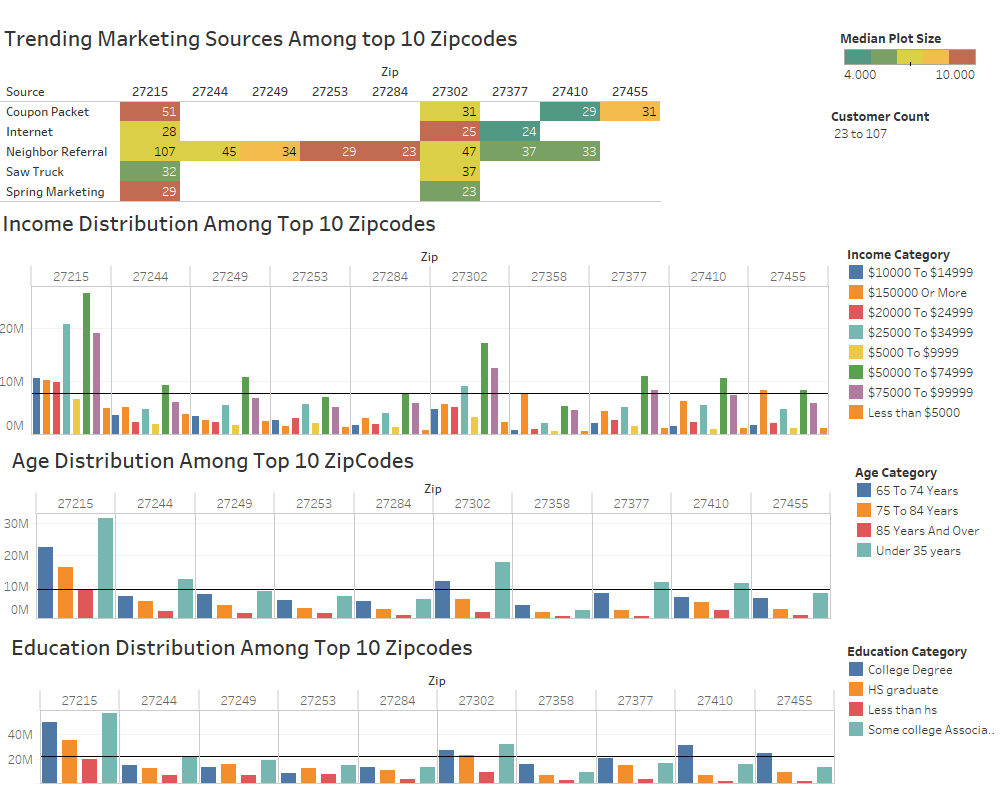 Trending Marketing Sources Among top 10 Zipcodes
Zip
Source 27215 27244 27249 27253 27284 27302 27377 27410 27455
Coupon Packet 51 31 29 31
Internet 28 25 24
Neighbor Referral 107 45 34 29 23 47 37 33
Saw Truck 32 37
Spring Marketing 29 23
Median Plot Size
4.000 10.000
Customer Count
23 to 107
Income Distribution Among Top 10 Zipcodes
Zip
27215 27244 27249 27253 27284 27302 27358 27377 27410 27455
20M
10M
0M
Income Category
$10000 To $14999
$150000 Or More
$20000 To $24999
$25000 To $34999
$5000 To $9999
$50000 To $74999
$75000 To $99999
Less than $5000
Age Distribution Among Top 10 ZipCodes
Zip
27215 27244 27249 27253 27284 27302 27358 27377 27410 27455
30M
20M
10M
0M
Age Category
65 To 74 Years
75 To 84 Years
85 Years And Over
Under 35 years
Education Distribution Among Top 10 Zipcodes
Zip
27215 27244 27249 27253 27284 27302 27358 27377 27410 27455
40M
20M
Education Category
College Degree
HS graduate
Less than hs
Some college Associa..